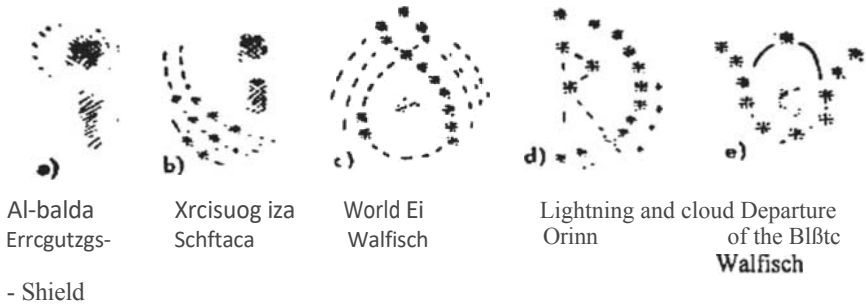 a) b) c) d) e)
Al-balda Xrcisuog iza World Ei Lightning and cloud Departure
Errcgutzgs- Schftaca Walfisch Orinn of the Blßtc
Walfisch
- Shield